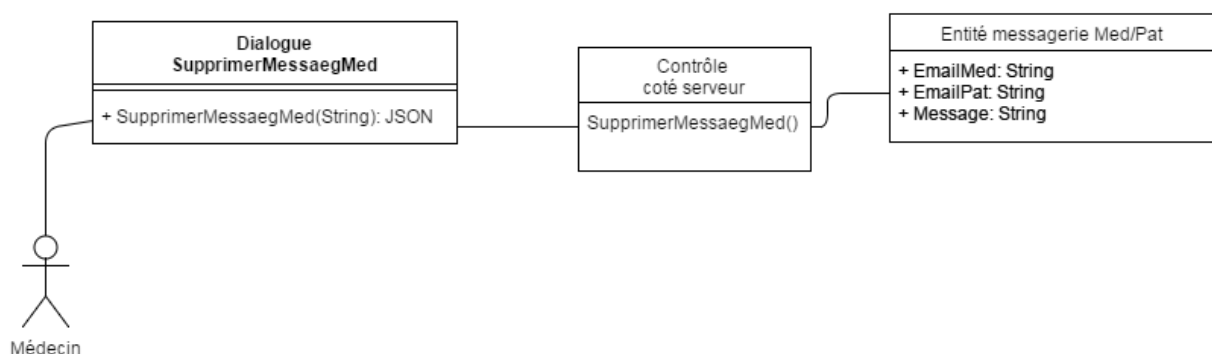 Dialogue
SupprimerMessaegMed
+ SupprimerMessaegMed(String): JSON
Contrôle
coté serveur
SupprimerMessaegMed()
Entité messagerie Med/Pat
+ EmailMed: String
+ EmailPat: String
+ Message: String
Médecin